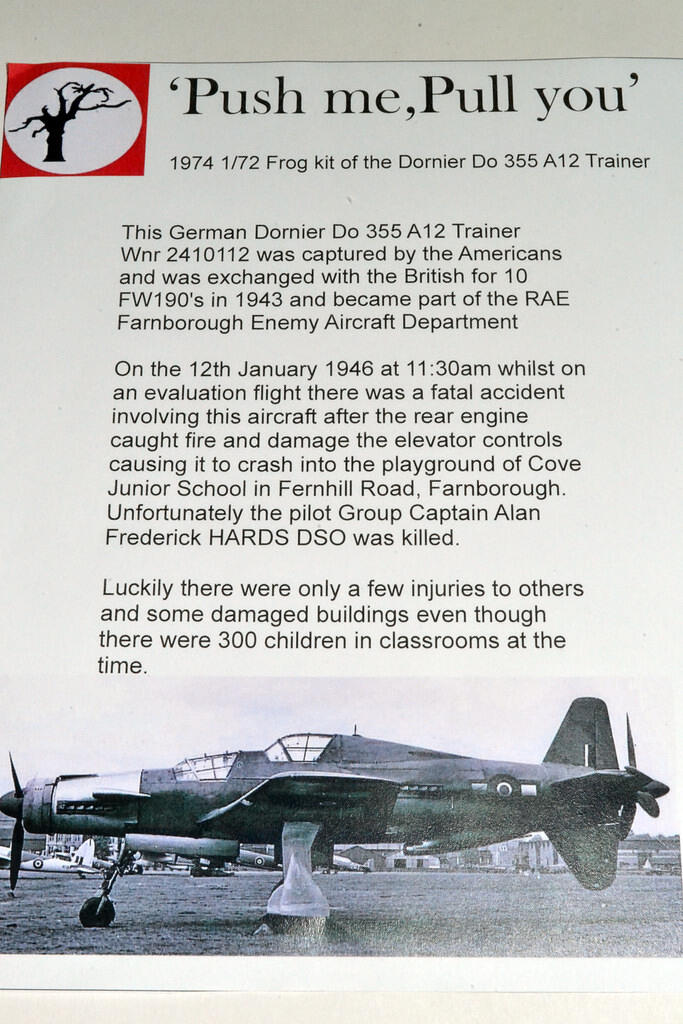 ‘Push me,Pull you’
1974 1/72 Frog kit of the Dornier Do 355 A12 Trainer
This German Dornier Do 355 A12 Trainer
Wnr 2410112 was captured by the Americans
and was exchanged with the British for 10
FW190's in 1943 and became part of the RAE
Farnborough Enemy Aircraft Department
On the 12th January 1946 at 11:30am whilst on
an evaluation flight there was a fatal accident
involving this aircraft after the rear engine
caught fire and damage the elevator controls
causing it to crash into the playground of Cove
Junior School in Fernhill Road, Farnborough.
Unfortunately the pilot Group Captain Alan
Frederick HARDS DSO was killed.
Luckily there were only a few injuries to others
and some damaged buildings even though
there were 300 children in classrooms at the
time.